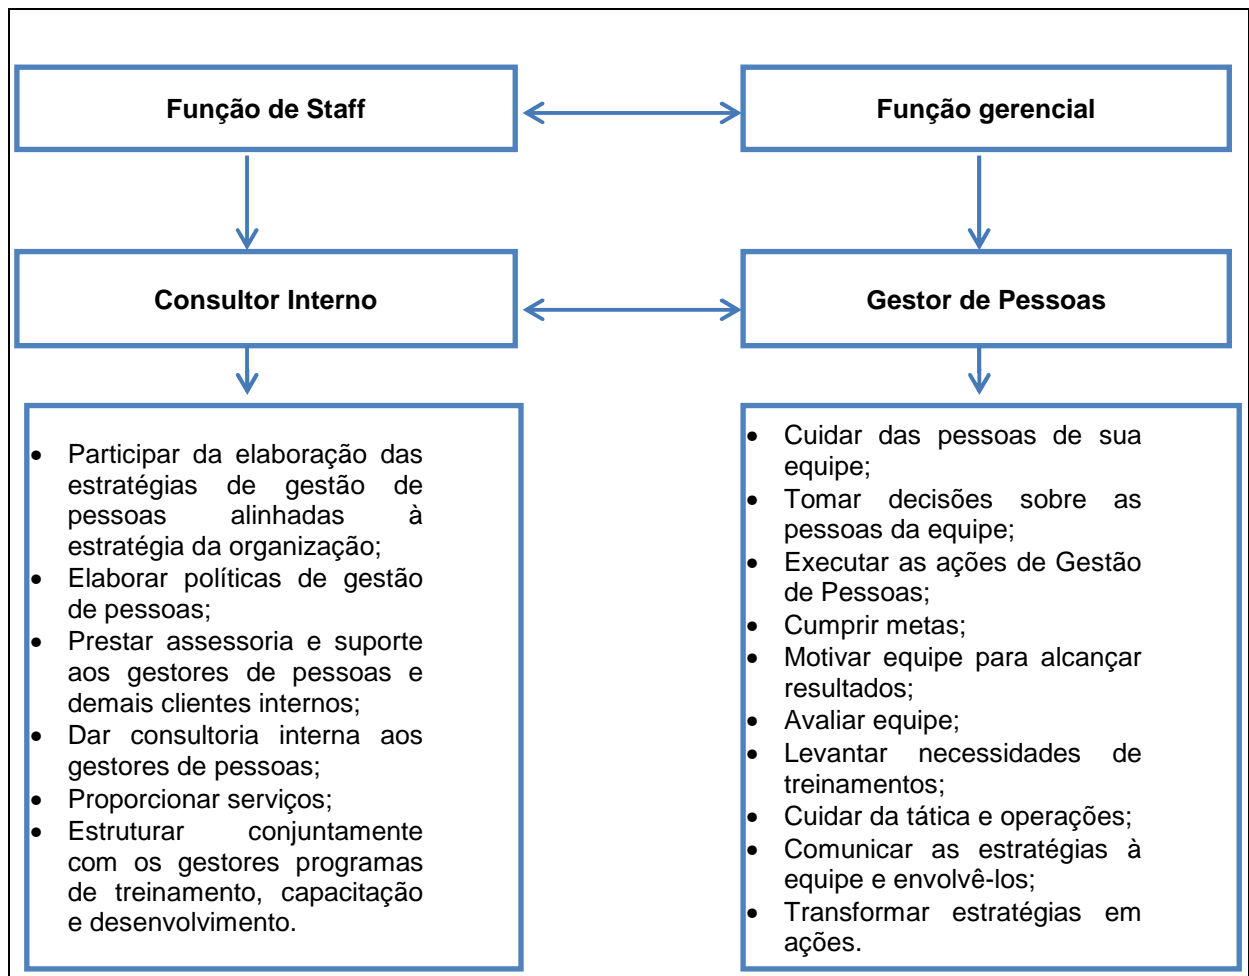 Função de Staff
Função gerencial
Consultor Interno
Gestor de Pessoas
• Participar da elaboração das
estratégias de gestão de
pessoas alinhadas à
estratégia da organização;
• Elaborar políticas de gestão
de pessoas;
• Prestar assessoria e suporte
aos gestores de pessoas e
demais clientes internos;
• Dar consultoria interna aos
gestores de pessoas;
• Proporcionar serviços;
• Estruturar conjuntamente
com os gestores programas
de treinamento, capacitação
e desenvolvimento.
• Cuidar das pessoas de sua
equipe;
• Tomar decisões sobre as
pessoas da equipe;
• Executar as ações de Gestão
de Pessoas;
• Cumprir metas;
• Motivar equipe para alcançar
resultados;
• Avaliar equipe;
• Levantar necessidades de
treinamentos;
• Cuidar da tática e operações;
• Comunicar as estratégias à
equipe e envolvê-los;
• Transformar estratégias em
ações.